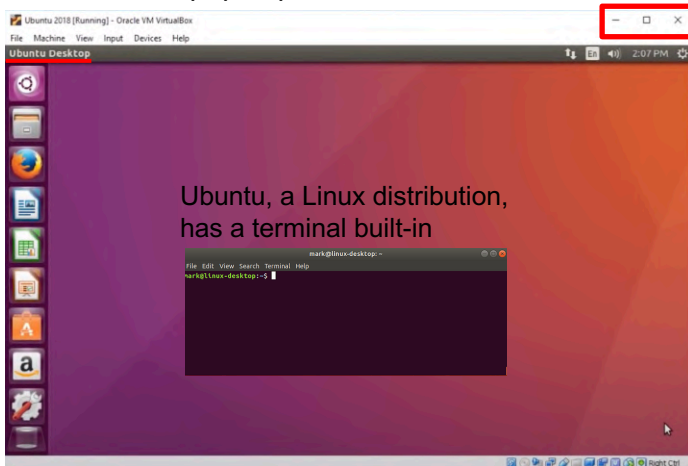 Ubuntu 2018 [Running] - Oracle VM VirtualBox
File Machine View Input Devices Help
Ubuntu Desktop En 2:07 PM
Ubuntu, a Linux distribution,
has a terminal built-in
mark@linux-desktop: ~
File Edit View Search Terminal Help
mark@linux-desktop:~$
a
Right Ctrl